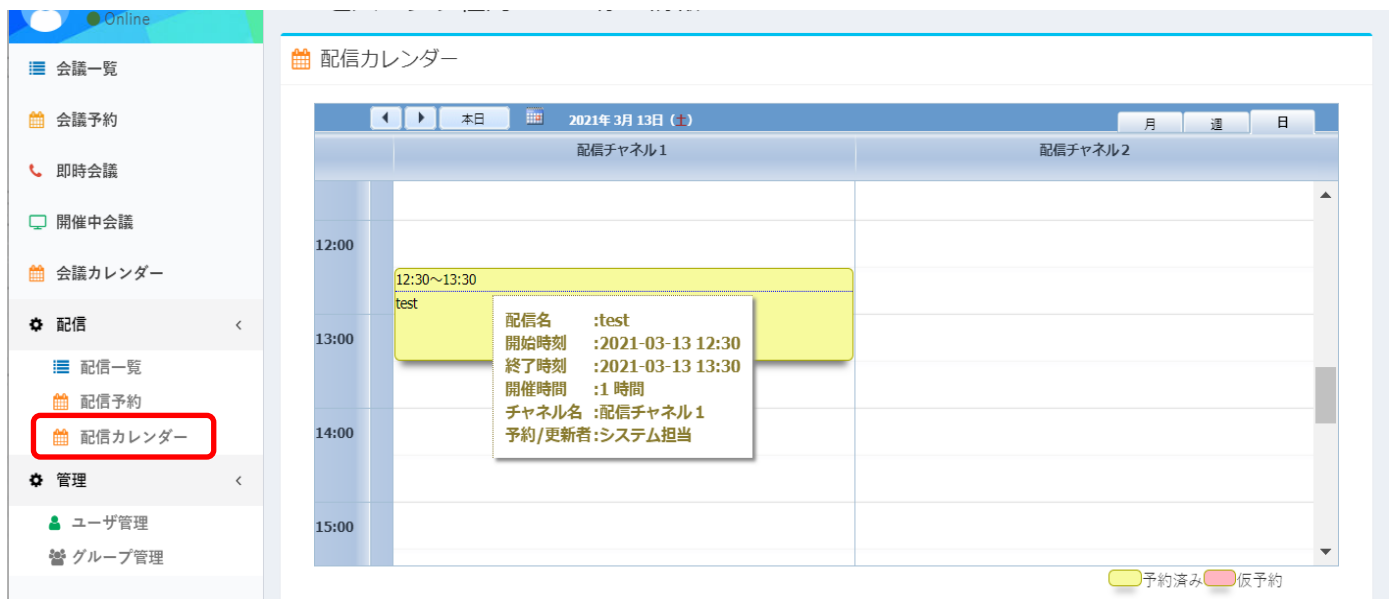 Online
会議一覧
会議予約
即時会議
開催中会議
会議カレンダー
配信
配信一覧
配信予約
配信カレンダー
管理
ユーザ管理
グループ管理
配信カレンダー
本日 2021年 3月 13日 (土) 月 週 日
配信チャネル1 配信チャネル2
12:00
12:30～13:30
test
配信名 :test
開始時刻 :2021-03-13 12:30
13:00
終了時刻 :2021-03-13 13:30
開催時間 :1 時間
チャネル名 :配信チャネル1
予約/更新者:システム担当
14:00
15:00
予約済み 仮予約